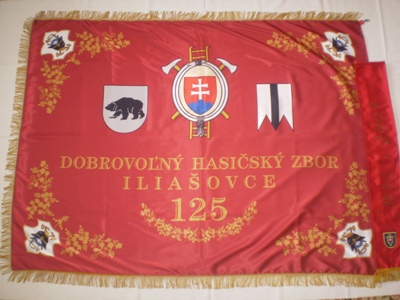 DOBROVOĽNÝ HASIČSKÝ ZBOR
ILIAŠOVCE
125